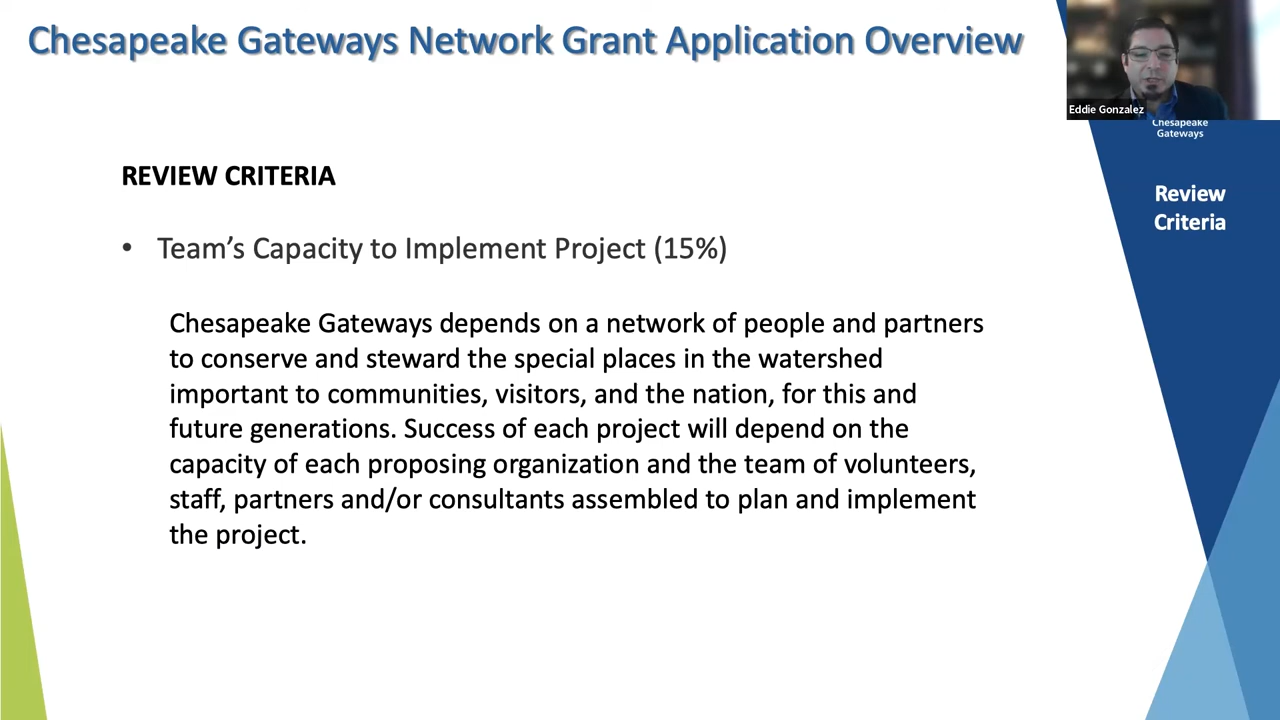 Chesapeake Gateways Network Grant Application Overview
Eddie Gonzalez
Chesapeake
Gateways
Review
Criteria
REVIEW CRITERIA
• Team's Capacity to Implement Project (15%)
Chesapeake Gateways depends on a network of people and partners
to conserve and steward the special places in the watershed
important to communities, visitors, and the nation, for this and
future generations. Success of each project will depend on the
capacity of each proposing organization and the team of volunteers,
staff, partners and/or consultants assembled to plan and implement
the project.